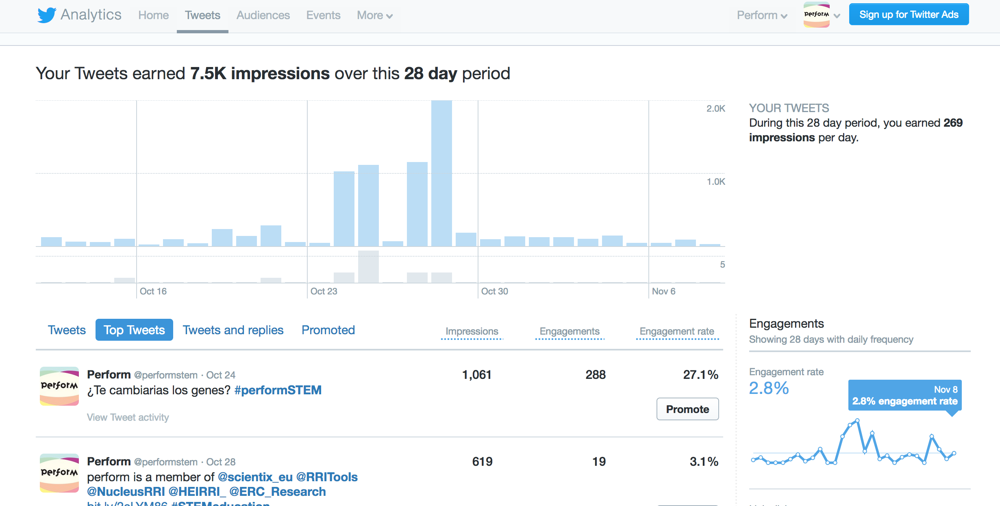 Analytics Home Tweets Audiences Events More Perform perform Sign up for Twitter Ads
Your Tweets earned 7.5K impressions over this 28 day period
2.0K
1.0K
5
Oct 16 Oct 23 Oct 30 Nov 6
YOUR TWEETS
During this 28 day period, you earned 269
impressions per day.
Tweets Top Tweets Tweets and replies Promoted Impressions Engagements Engagement rate
perform
Perform @performstem · Oct 24 1,061 288 27.1%
¿Te cambiarias los genes? #performSTEM
Promote
View Tweet activity
perform
Perform @performstem · Oct 28 619 19 3.1%
perform is a member of @scientix_eu @RRITools
@NucleusRRI @HEIRRI_ @ERC_Research
#STEMeducation
Engagements
Showing 28 days with daily frequency
Engagement rate
2.8%
Nov 8
2.8% engagement rate